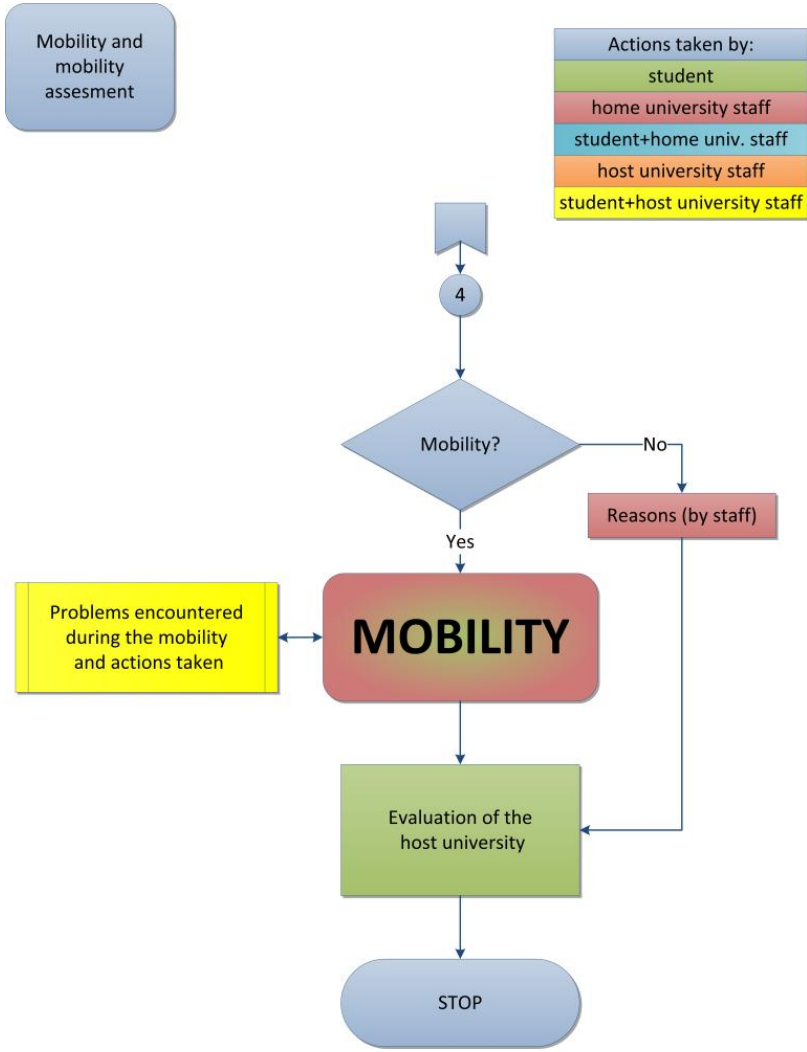 Mobility and
mobility
assesment
Actions taken by:
student
home university staff
student+home univ. staff
host university staff
student+host university staff
4
Mobility?
No
Reasons (by staff)
Yes
Problems encountered
during the mobility
and actions taken
MOBILITY
Evaluation of the
host university
STOP